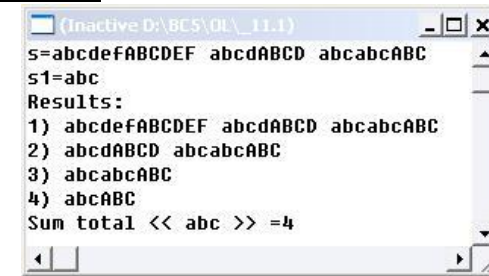 (Inactive D:\BC5\OL\_11.1)
s=abcdefABCDEF abcdABCD abcabcABC
s1=abc
Results:
1) abcdefABCDEF abcdABCD abcabcABC
2) abcdABCD abcabcABC
3) abcabcABC
4) abcABC
Sum total << abc >> =4